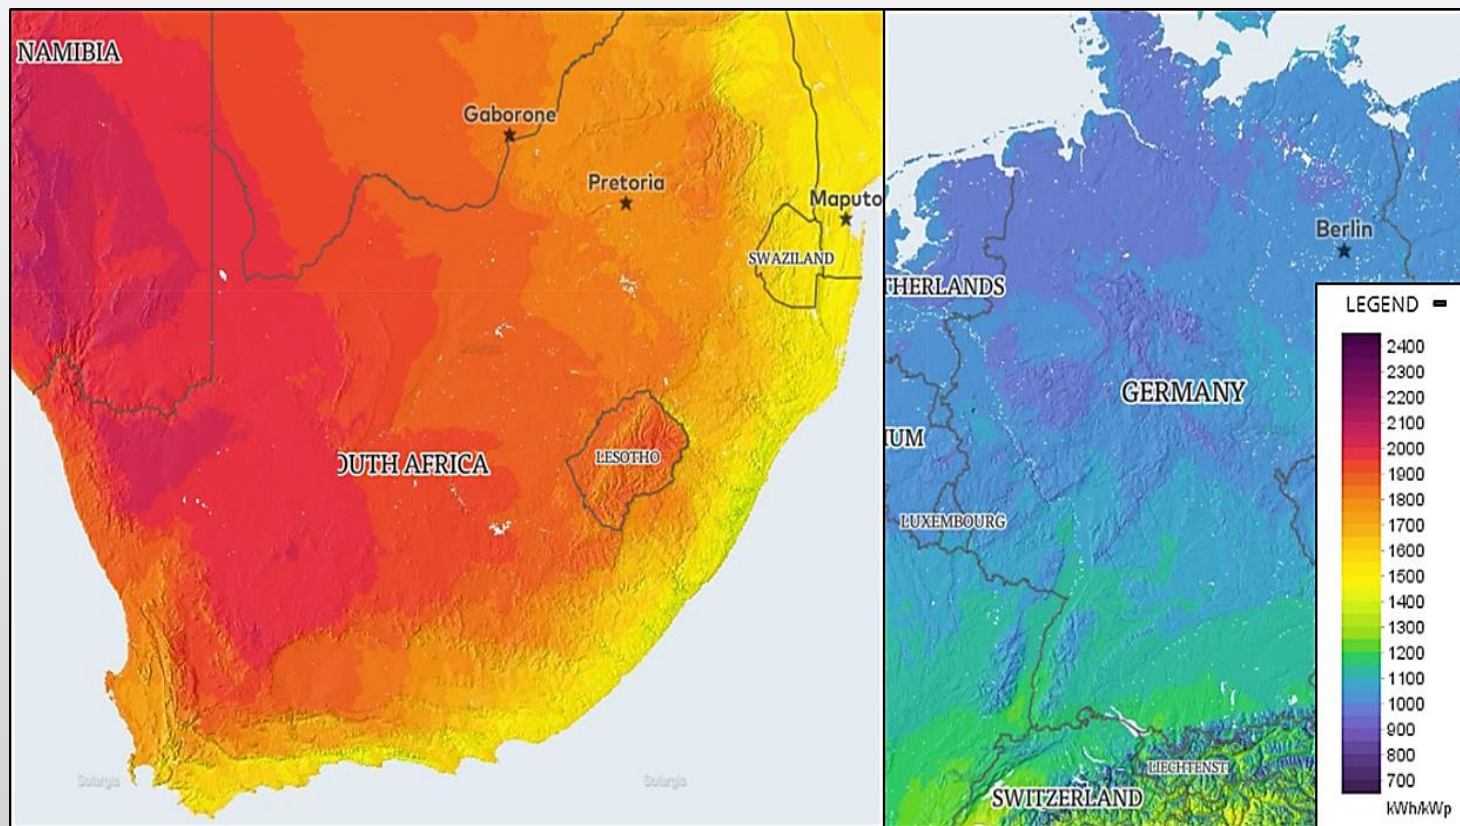 NAMIBIA
Gaborone
Pretoria
Maputo
SWAZILAND
OUTH AFRICA
LESOTHO
Solargis
Solargis
Solargis
Solargis
Berlin
THERLANDS
GERMANY
IUM
LUXEMBOURG
LIECHTENST
SWITZERLAND
LEGEND
2400
2300
2200
2100
2000
1900
1800
1700
1600
1500
1400
1300
1200
1100
1000
900
800
700
kWh/kWp